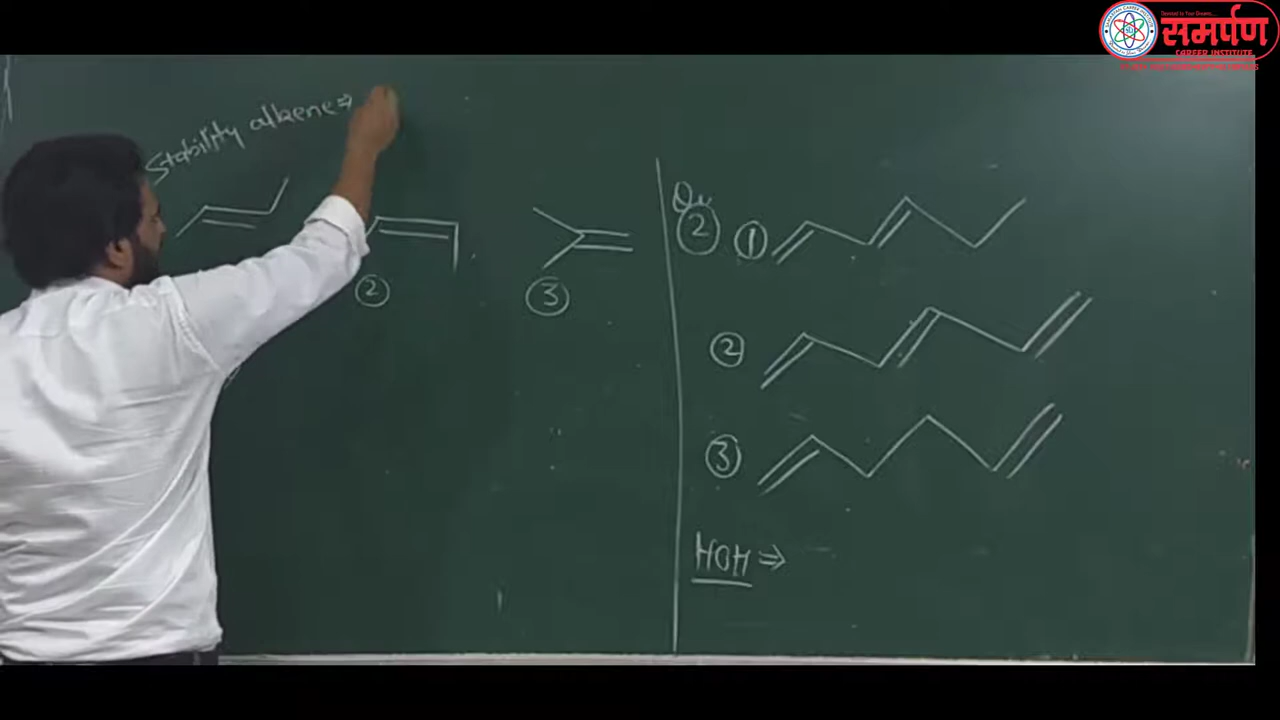 समर्पण
CAREER INSTITUTE
Stability alkene ⇒
②
③
Qu
②
①
②
③
HOH ⇒